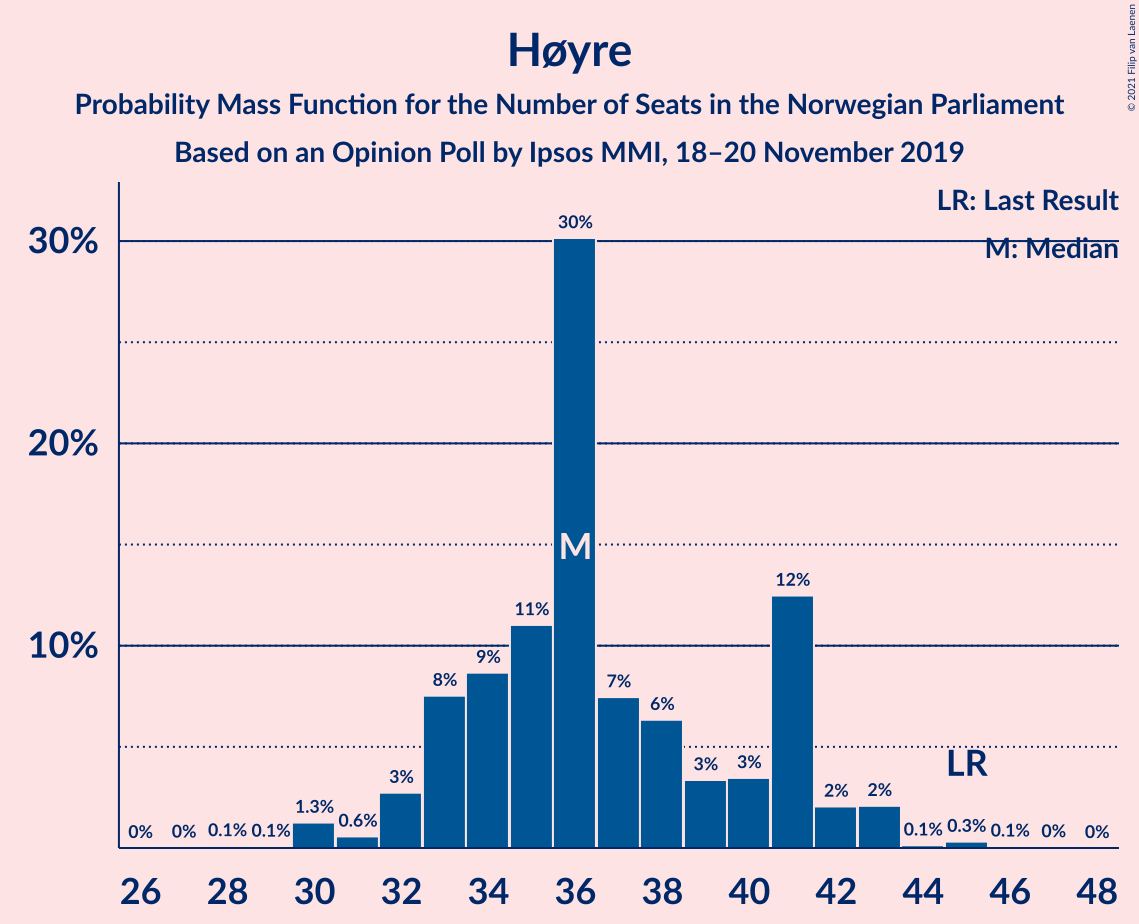 Høyre
Probability Mass Function for the Number of Seats in the Norwegian Parliament
Based on an Opinion Poll by Ipsos MMI, 18–20 November 2019
© 2021 Filip van Laenen
LR: Last Result
M: Median
30%
20%
10%
0% 0% 0.1% 0.1% 1.3% 0.6% 3% 8% 9% 11% 30% 7% 6% 3% 3% 12% 2% 2% 0.1% 0.3% 0.1% 0% 0%
M
LR
26 28 30 32 34 36 38 40 42 44 46 48